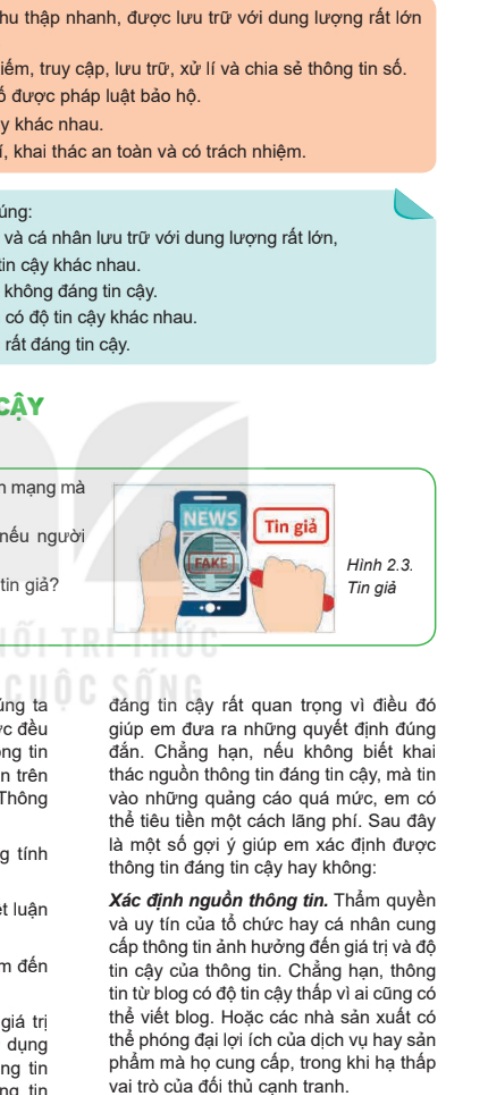 hu thập nhanh, được lưu trữ với dung lượng rất lớn
iếm, truy cập, lưu trữ, xử lí và chia sẻ thông tin số.
ố được pháp luật bảo hộ.
y khác nhau.
í, khai thác an toàn và có trách nhiệm.
úng:
và cá nhân lưu trữ với dung lượng rất lớn,
tin cậy khác nhau.
không đáng tin cậy.
có độ tin cậy khác nhau.
rất đáng tin cậy.
CẬY
n mạng mà
nếu người
tin giả?
NEWS
FAKE
Tin giả
Hình 2.3.
Tin giả
NỐI TRI THỨC
CUỘC SỐNG
úng ta
ợc đều
ông tin
n trên
Thông
g tính
ết luận
m đến
giá trị
dụng
ng tin
ng tin
đáng tin cậy rất quan trọng vì điều đó
giúp em đưa ra những quyết định đúng
đắn. Chẳng hạn, nếu không biết khai
thác nguồn thông tin đáng tin cậy, mà tin
vào những quảng cáo quá mức, em có
thể tiêu tiền một cách lãng phí. Sau đây
là một số gợi ý giúp em xác định được
thông tin đáng tin cậy hay không:
Xác định nguồn thông tin. Thẩm quyền
và uy tín của tổ chức hay cá nhân cung
cấp thông tin ảnh hưởng đến giá trị và độ
tin cậy của thông tin. Chẳng hạn, thông
tin từ blog có độ tin cậy thấp vì ai cũng có
thể viết blog. Hoặc các nhà sản xuất có
thể phóng đại lợi ích của dịch vụ hay sản
phẩm mà họ cung cấp, trong khi hạ thấp
vai trò của đối thủ cạnh tranh.